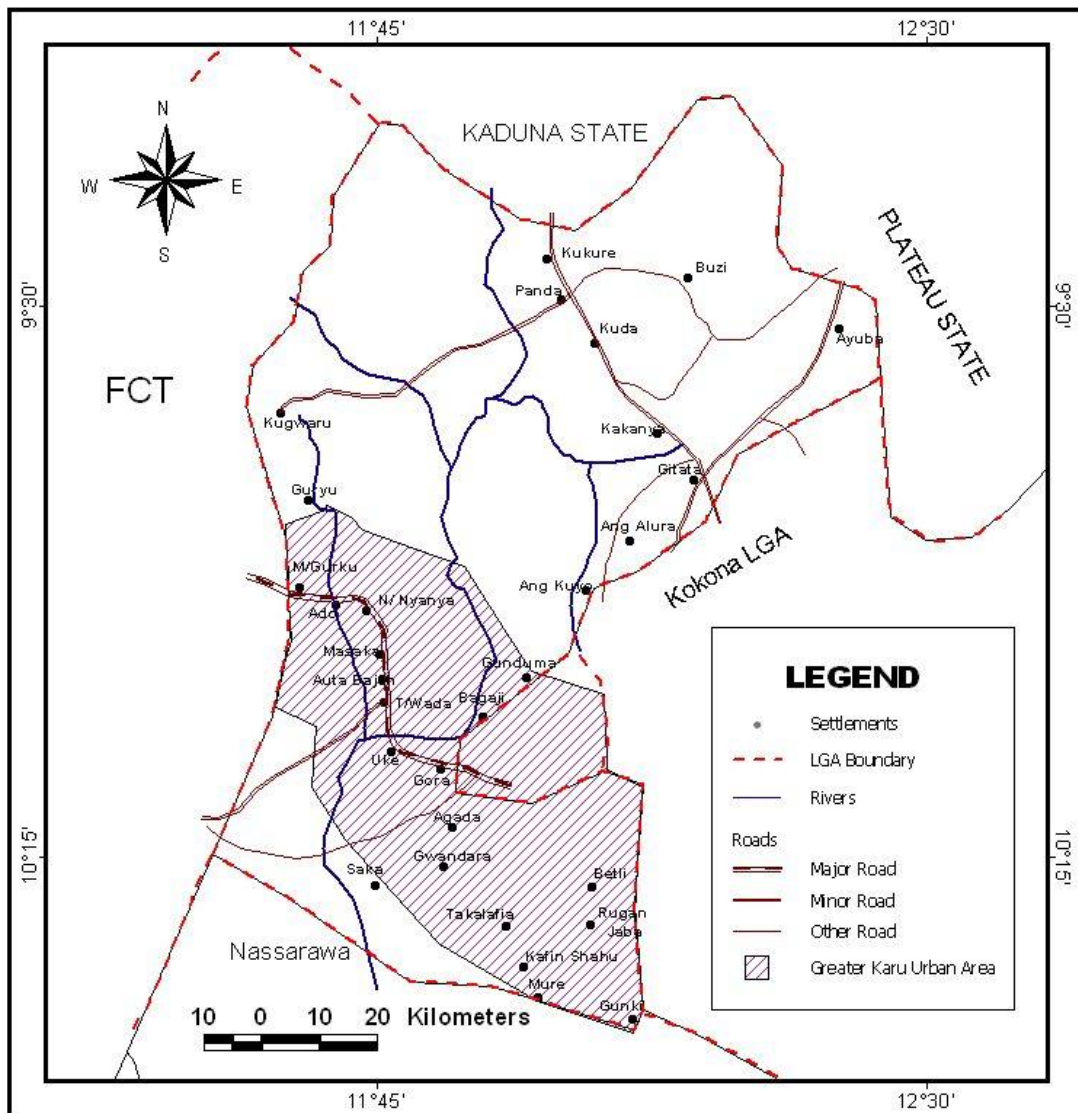 11°45'
12°30'
KADUNA STATE
N
W
E
S
PLATEAU STATE
Kukure
Buzi
Panda
9°30'
9°30'
Kuda
Ayuba
FCT
Kugwaru
Kakanya
Gitata
Guryu
Ang Alura
Kokona LGA
M/Gurku
Ang Kuyo
Ado
N/ Nyanya
Masaka
Gunduma
Auta Bajen
T/Wada
Bagaji
Uke
Gora
Agada
10°15'
10°15'
Gwandara
Saka
Betli
Takalafia
Rugan
Jaba
Nassarawa
Kafin Shahu
Mure
Gunki
10 0 10 20 Kilometers
LEGEND
Settlements
LGA Boundary
Rivers
Roads
Major Road
Minor Road
Other Road
Greater Karu Urban Area
11°45'
12°30'